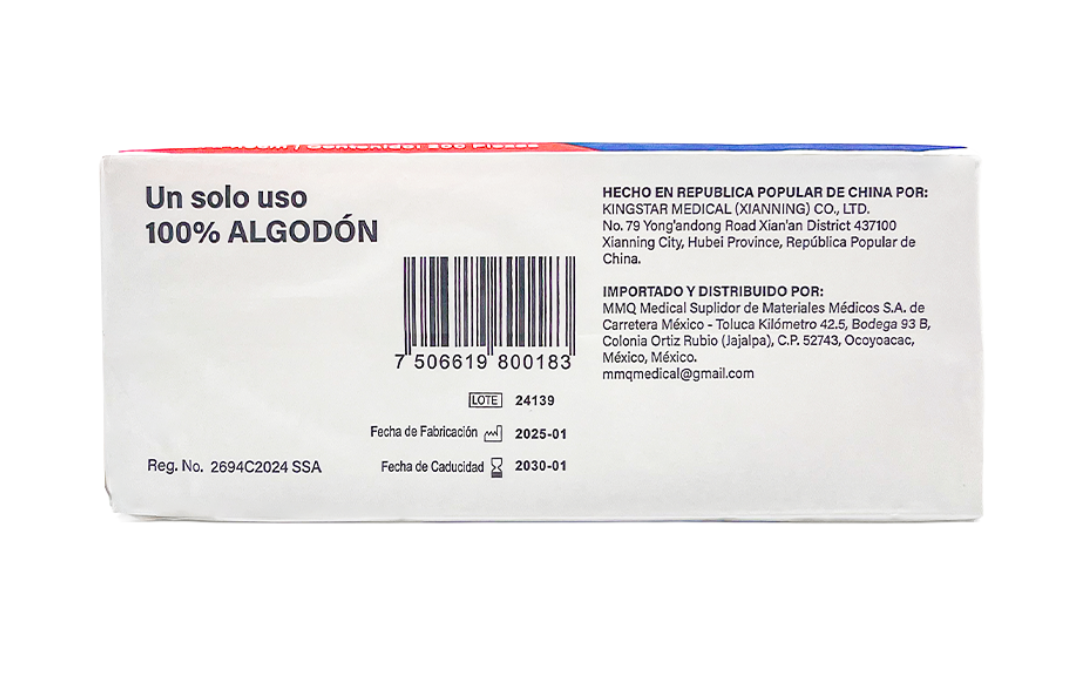 Contenido: 200 Piezas
Un solo uso
100% ALGODÓN
7 506619 800183
LOTE 24139
Fecha de Fabricación 2025-01
Fecha de Caducidad 2030-01
Reg. No. 2694C2024 SSA
HECHO EN REPUBLICA POPULAR DE CHINA POR:
KINGSTAR MEDICAL (XIANNING) CO., LTD.
No. 79 Yong'andong Road Xian'an District 437100
Xianning City, Hubei Province, República Popular de
China.
IMPORTADO Y DISTRIBUIDO POR:
MMQ Medical Suplidor de Materiales Médicos S.A. de
Carretera México - Toluca Kilómetro 42.5, Bodega 93 B,
Colonia Ortiz Rubio (Jajalpa), C.P. 52743, Ocoyoacac,
México, México.
mmqmedical@gmail.com